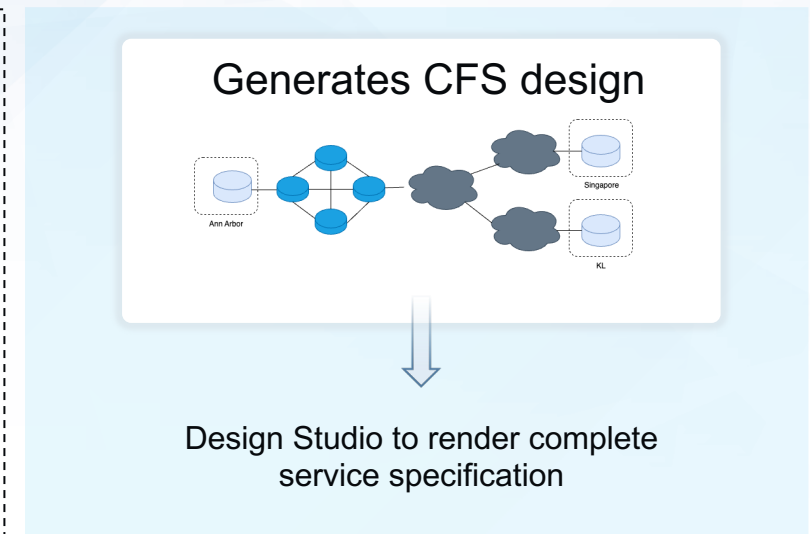 Generates CFS design
Ann Arbor
Singapore
KL
Design Studio to render complete
service specification